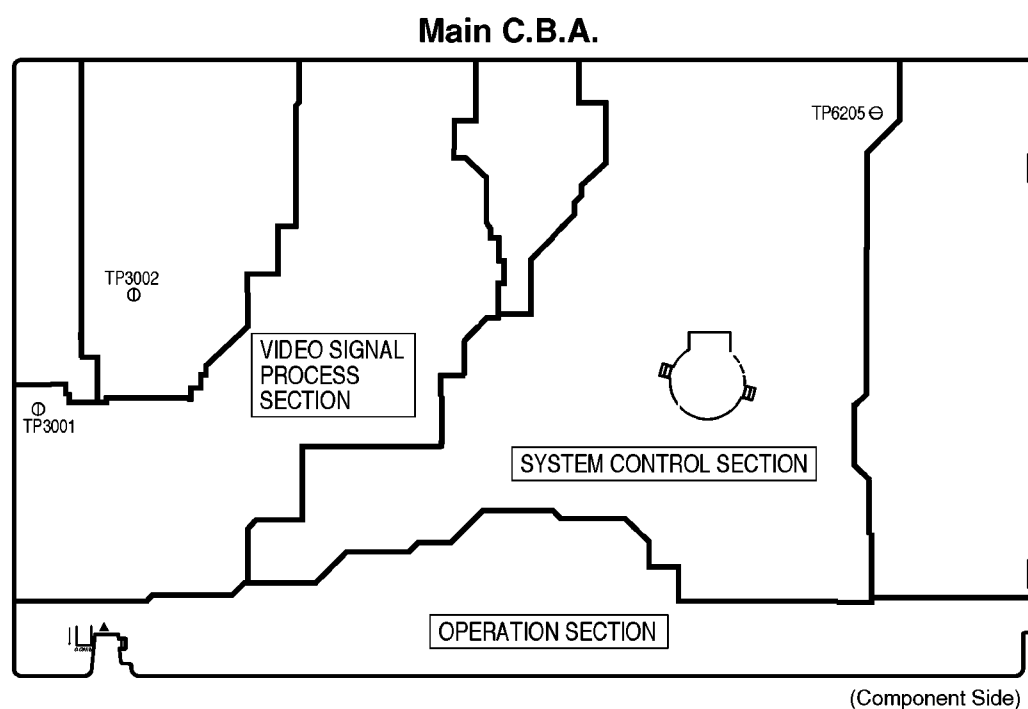 Main C.B.A.
TP6205
TP3002
VIDEO SIGNAL
PROCESS
SECTION
TP3001
SYSTEM CONTROL SECTION
OPERATION SECTION
(Component Side)